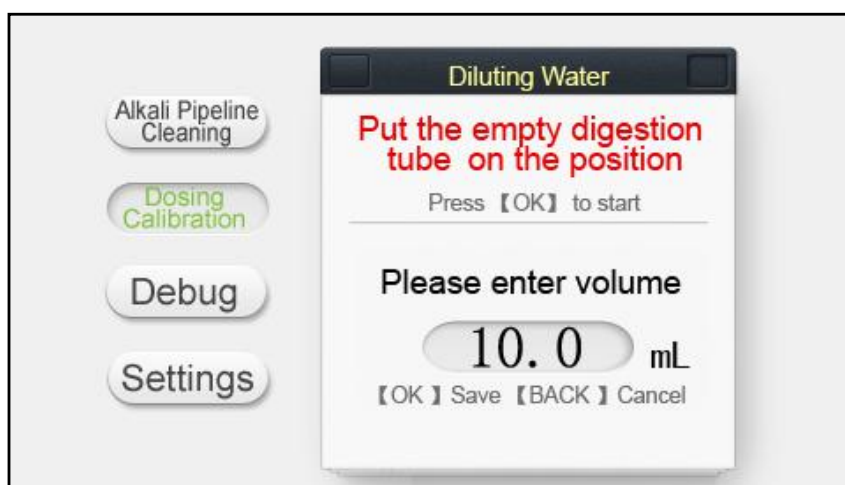 Alkali Pipeline
Cleaning
Dosing
Calibration
Debug
Settings
Diluting Water
Put the empty digestion
tube on the position
Press 【OK】 to start
Please enter volume
10.0 mL
【OK】 Save 【BACK】 Cancel